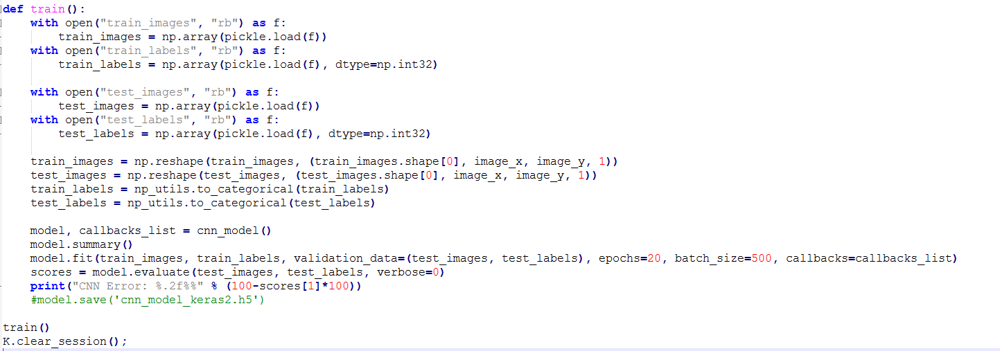 def train():
    with open("train_images", "rb") as f:
        train_images = np.array(pickle.load(f))
    with open("train_labels", "rb") as f:
        train_labels = np.array(pickle.load(f), dtype=np.int32)

    with open("test_images", "rb") as f:
        test_images = np.array(pickle.load(f))
    with open("test_labels", "rb") as f:
        test_labels = np.array(pickle.load(f), dtype=np.int32)

    train_images = np.reshape(train_images, (train_images.shape[0], image_x, image_y, 1))
    test_images = np.reshape(test_images, (test_images.shape[0], image_x, image_y, 1))
    train_labels = np_utils.to_categorical(train_labels)
    test_labels = np_utils.to_categorical(test_labels)

    model, callbacks_list = cnn_model()
    model.summary()
    model.fit(train_images, train_labels, validation_data=(test_images, test_labels), epochs=20, batch_size=500, callbacks=callbacks_list)
    scores = model.evaluate(test_images, test_labels, verbose=0)
    print("CNN Error: %.2f%%" % (100-scores[1]*100))
    #model.save('cnn_model_keras2.h5')

train()
K.clear_session();